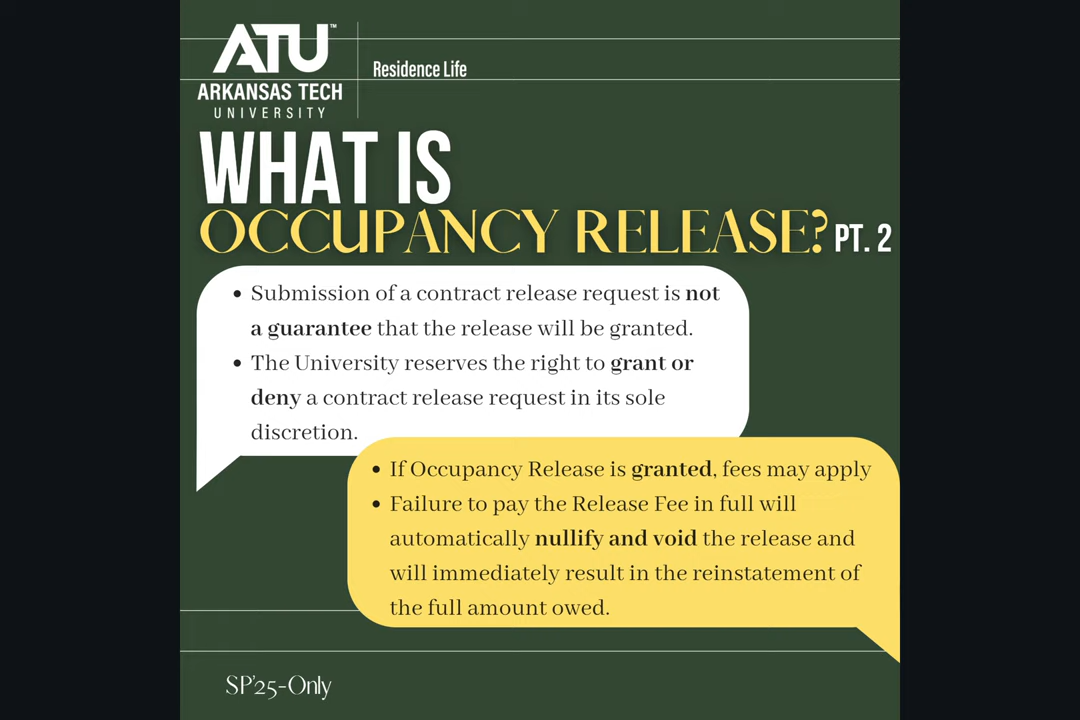 ATU™
ARKANSAS TECH
UNIVERSITY
Residence Life
WHAT IS
OCCUPANCY RELEASE? PT. 2
• Submission of a contract release request is not
a guarantee that the release will be granted.
• The University reserves the right to grant or
deny a contract release request in its sole
discretion.
• If Occupancy Release is granted, fees may apply
• Failure to pay the Release Fee in full will
automatically nullify and void the release and
will immediately result in the reinstatement of
the full amount owed.
SP'25-Only